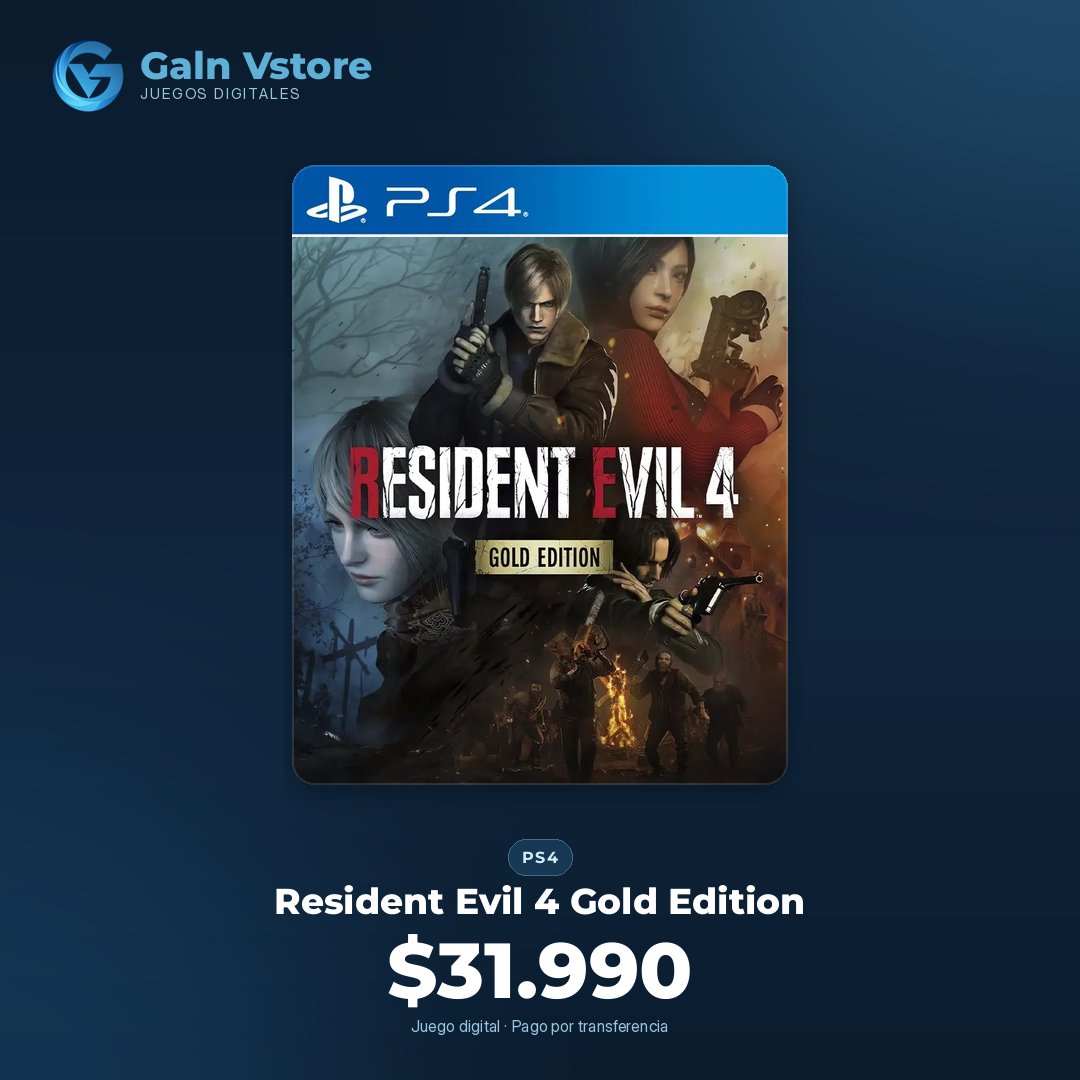 GaIn Vstore
JUEGOS DIGITALES
PS4
RESIDENT EVIL 4
GOLD EDITION
PS4
Resident Evil 4 Gold Edition
$31.990
Juego digital · Pago por transferencia